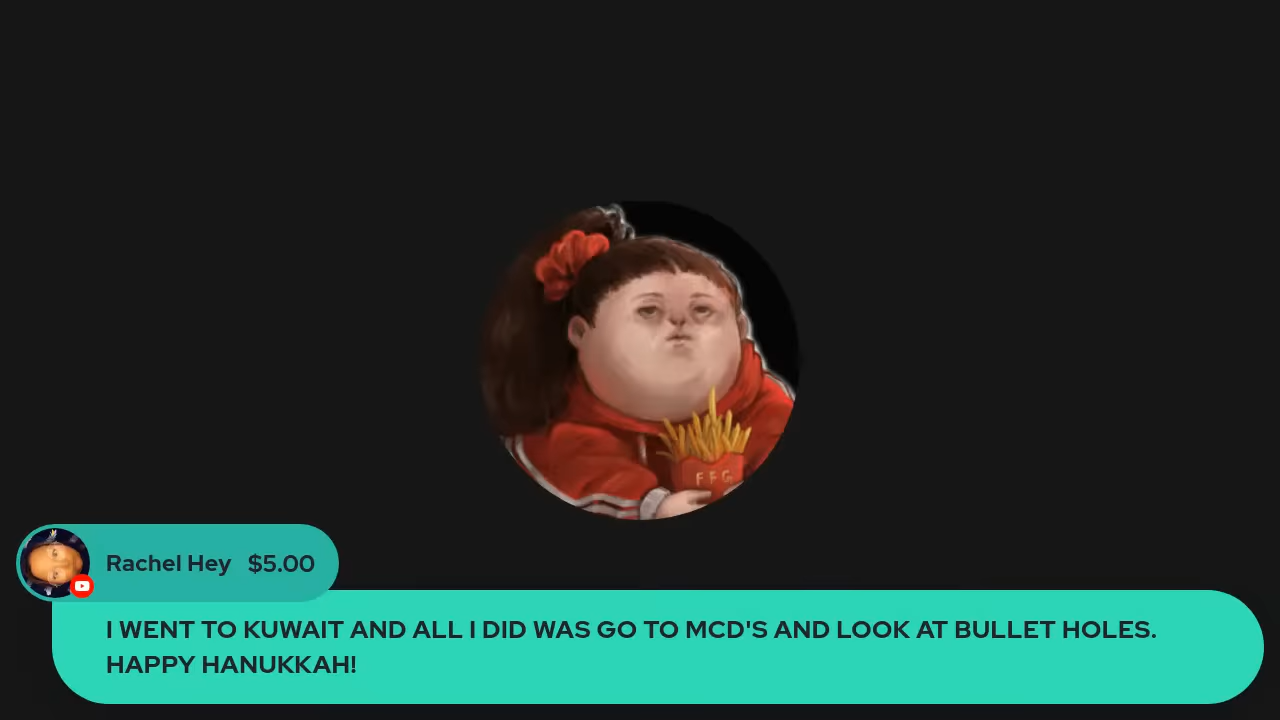 FFG
Rachel Hey $5.00
I WENT TO KUWAIT AND ALL I DID WAS GO TO MCD'S AND LOOK AT BULLET HOLES.
HAPPY HANUKKAH!